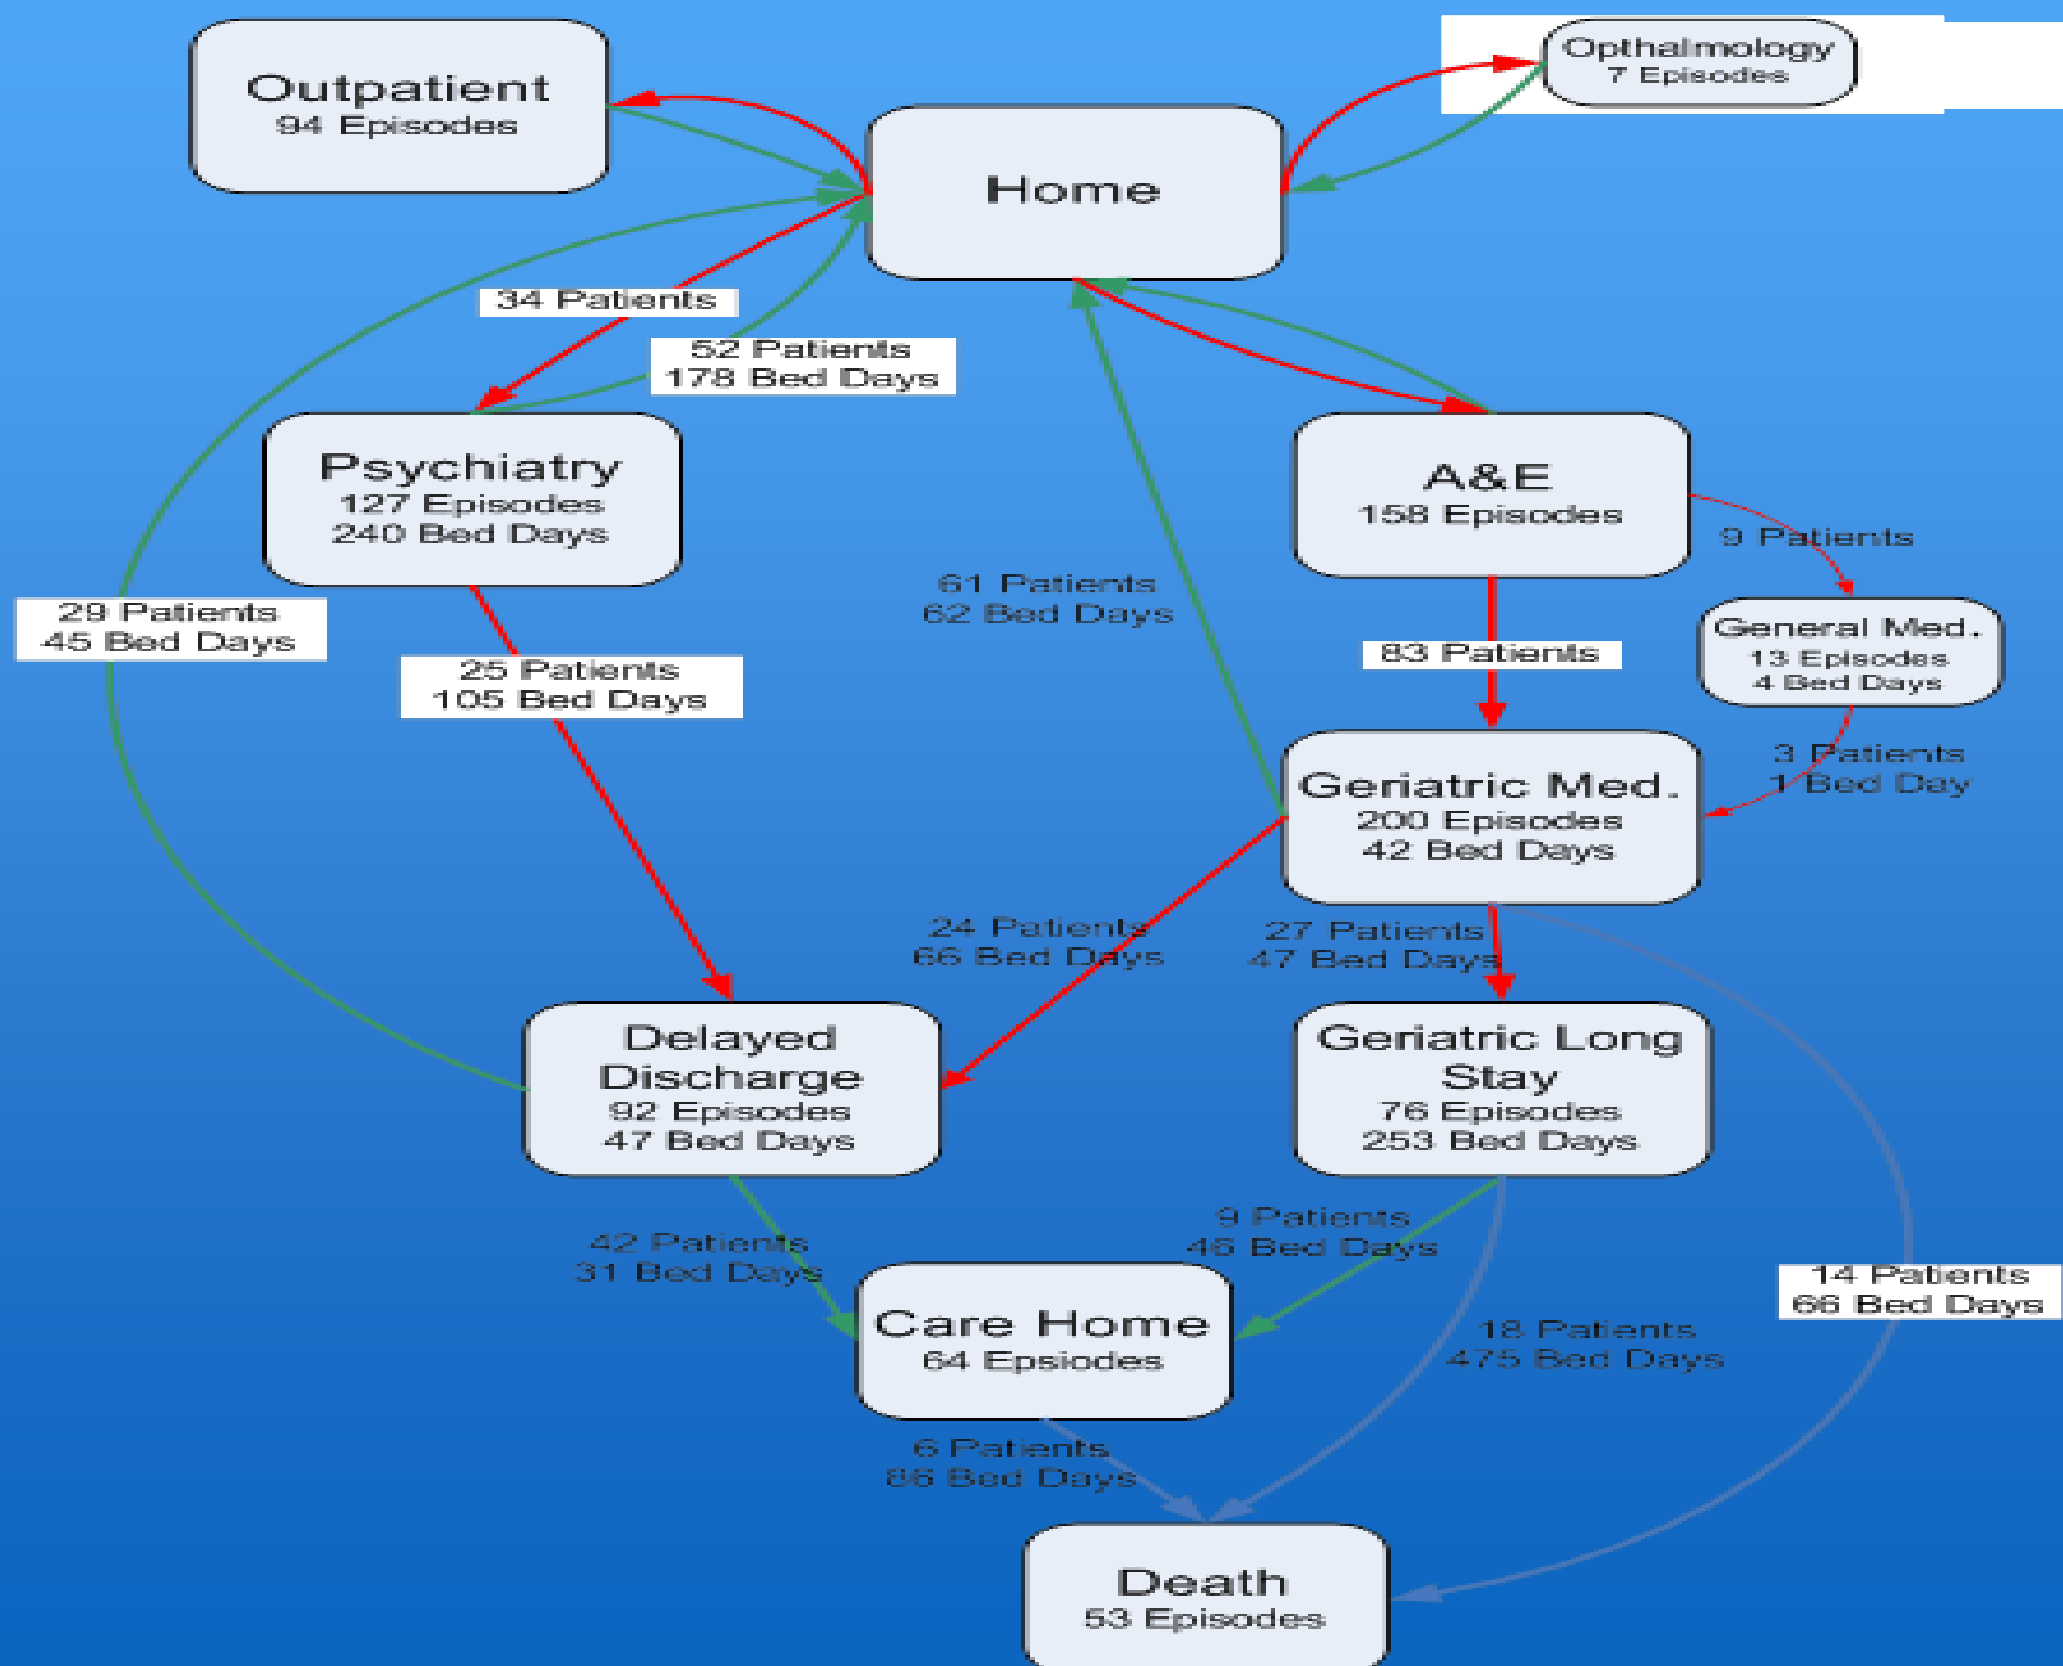 Outpatient
94 Episodes
Opthalmology
7 Episodes
Home
34 Patients
52 Patients
178 Bed Days
Psychiatry
127 Episodes
240 Bed Days
A&E
158 Episodes
9 Patients
29 Patients
45 Bed Days
61 Patients
62 Bed Days
General Med.
13 Episodes
4 Bed Days
25 Patients
105 Bed Days
83 Patients
3 Patients
1 Bed Day
Geriatric Med.
200 Episodes
42 Bed Days
24 Patients
66 Bed Days
27 Patients
47 Bed Days
Delayed
Discharge
92 Episodes
47 Bed Days
Geriatric Long
Stay
76 Episodes
253 Bed Days
42 Patients
31 Bed Days
9 Patients
46 Bed Days
14 Patients
66 Bed Days
Care Home
64 Epsiodes
18 Patients
475 Bed Days
6 Patients
86 Bed Days
Death
53 Episodes